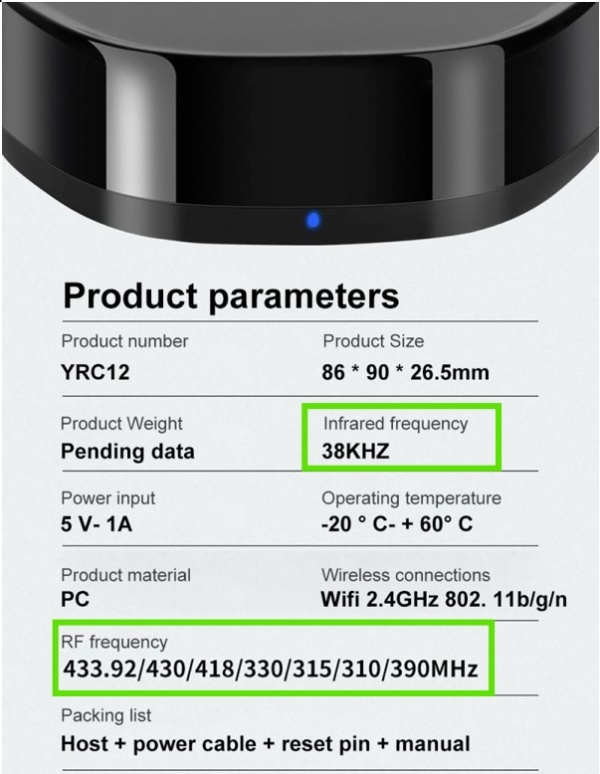 Product parameters
Product number Product Size
YRC12 86 * 90 * 26.5mm
Product Weight Infrared frequency
Pending data 38KHZ
Power input Operating temperature
5 V- 1A -20 ° C- + 60° C
Product material Wireless connections
PC Wifi 2.4GHz 802. 11b/g/n
RF frequency
433.92/430/418/330/315/310/390MHz
Packing list
Host + power cable + reset pin + manual